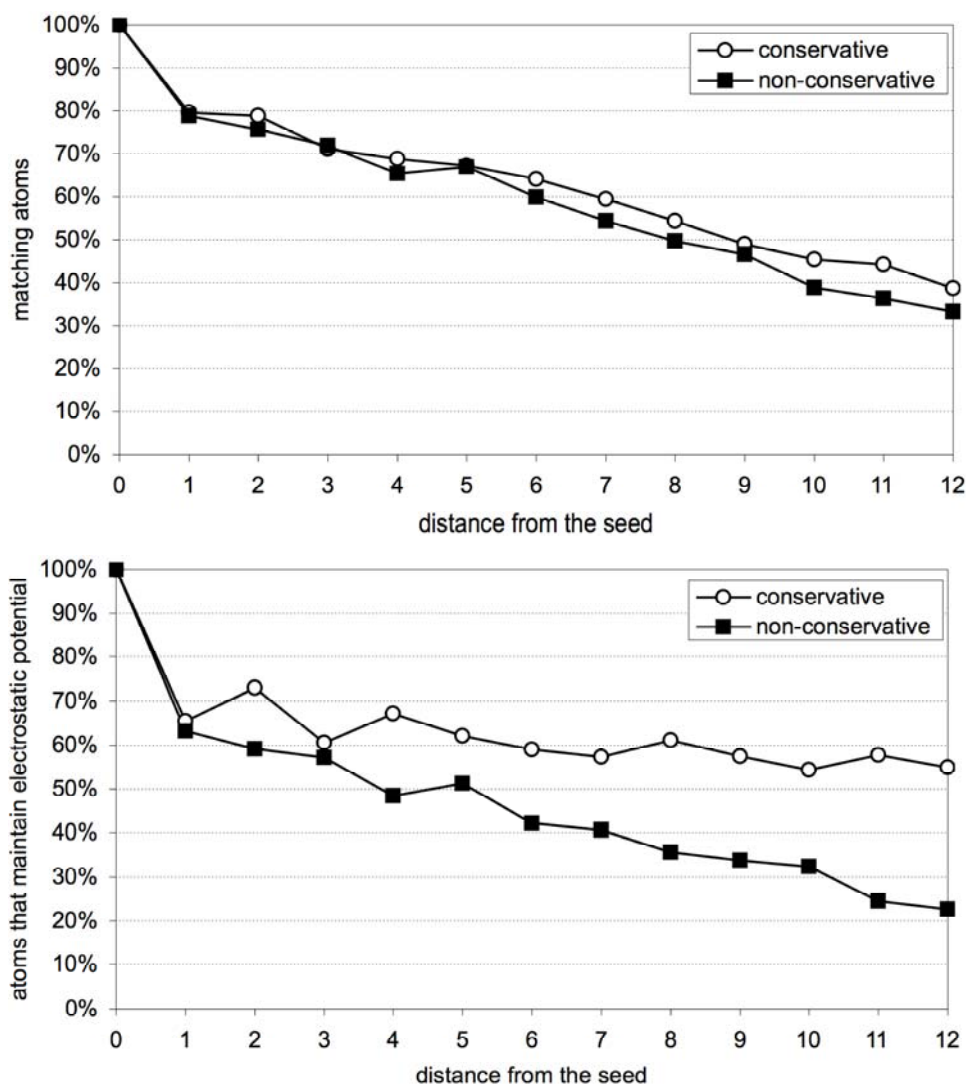 100%
90%
80%
70%
60%
50%
40%
30%
20%
10%
0%
matching atoms
conservative
non-conservative
0 1 2 3 4 5 6 7 8 9 10 11 12
distance from the seed
100%
90%
80%
70%
60%
50%
40%
30%
20%
10%
0%
atoms that maintain electrostatic potential
conservative
non-conservative
0 1 2 3 4 5 6 7 8 9 10 11 12
distance from the seed